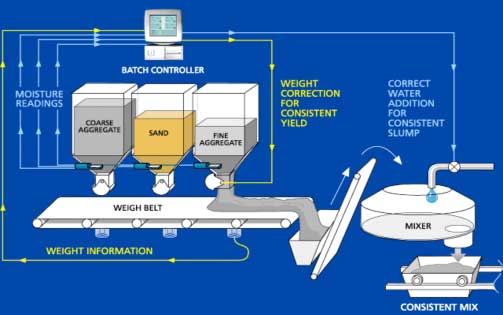 BATCH CONTROLLER
MOISTURE
READINGS
COARSE
AGGREGATE
SAND
FINE
AGGREGATE
WEIGHT
CORRECTION
FOR
CONSISTENT
YIELD
CORRECT
WATER
ADDITION
FOR
CONSISTENT
SLUMP
WEIGH BELT
MIXER
WEIGHT INFORMATION
CONSISTENT MIX